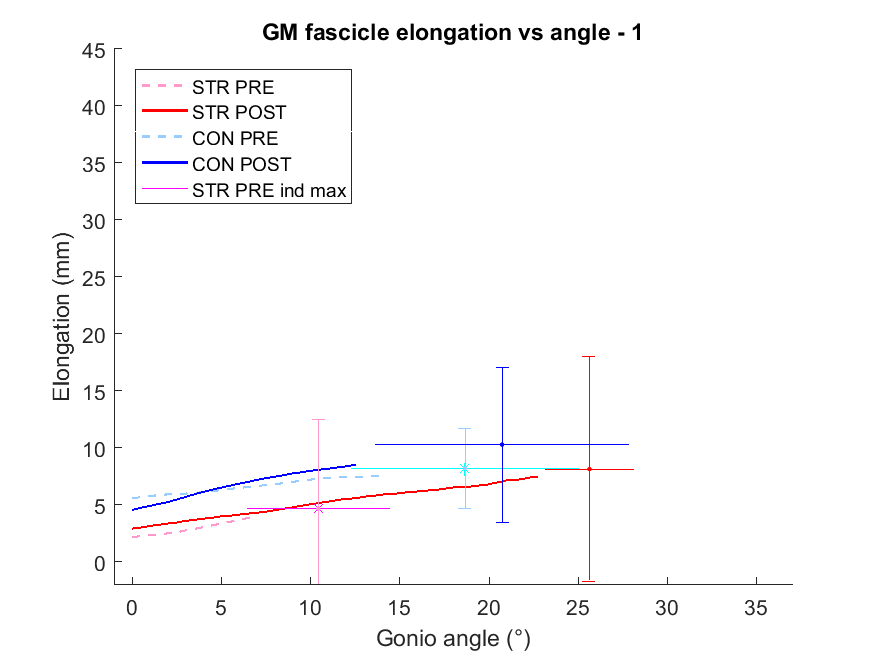 GM fascicle elongation vs angle - 1
45
40
35
30
25
20
15
10
5
0
Elongation (mm)
STR PRE
STR POST
CON PRE
CON POST
STR PRE ind max
0 5 10 15 20 25 30 35
Gonio angle (°)